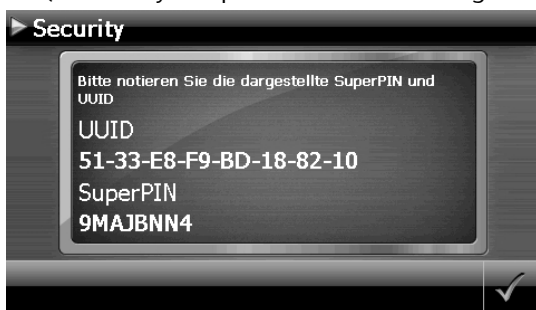 Security
Bitte notieren Sie die dargestellte SuperPIN und
UUID
UUID
51-33-E8-F9-BD-18-82-10
SuperPIN
9MAJBNN4